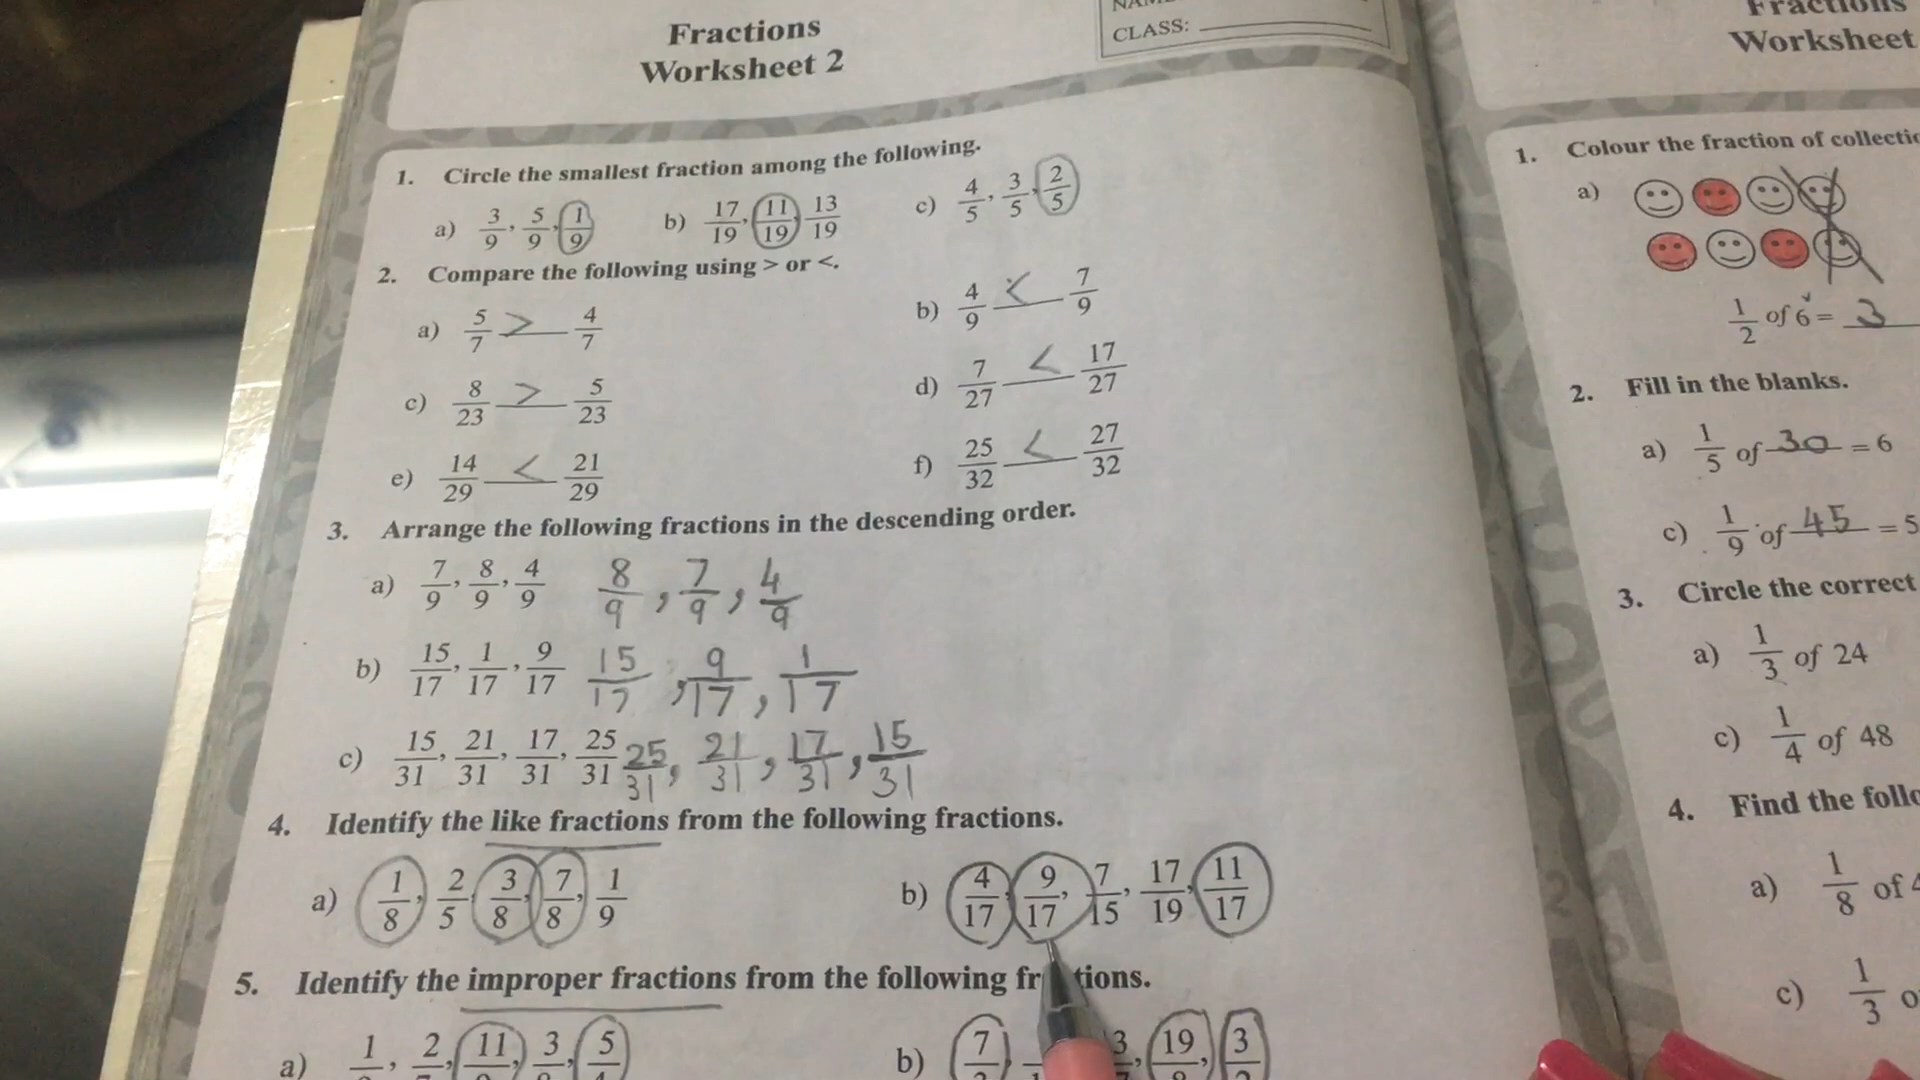 Fractions
Worksheet 2
CLASS:
1. Circle the smallest fraction among the following.
a) 3/9, 5/9, 1/9 b) 17/19, 11/19, 13/19 c) 4/5, 3/5, 2/5
2. Compare the following using > or <.
a) 5/7 > 4/7 b) 4/9 < 7/9
c) 8/23 > 5/23 d) 7/27 < 17/27
e) 14/29 < 21/29 f) 25/32 < 27/32
3. Arrange the following fractions in the descending order.
a) 7/9, 8/9, 4/9 8/9, 7/9, 4/9
b) 15/17, 1/17, 9/17 15/17, 9/17, 1/17
c) 15/31, 21/31, 17/31, 25/31 25/31, 21/31, 17/31, 15/31
4. Identify the like fractions from the following fractions.
a) 1/8, 2/5, 3/8, 7/8, 1/9 b) 4/17, 9/17, 7/15, 17/19, 11/17
5. Identify the improper fractions from the following
a) 1 2 11 3 5 b) 7 19 3
Fractions
Worksheet
1. Colour the fraction of
a)
1/2 of 6 = 3
2. Fill in the blanks.
a) 1/5 of 30 = 6
c) 1/9 of 45 = 5
3. Circle the correct
a) 1/3 of 24
c) 1/4 of 48
4. Find the
a) 1/8 of
c) 1/3